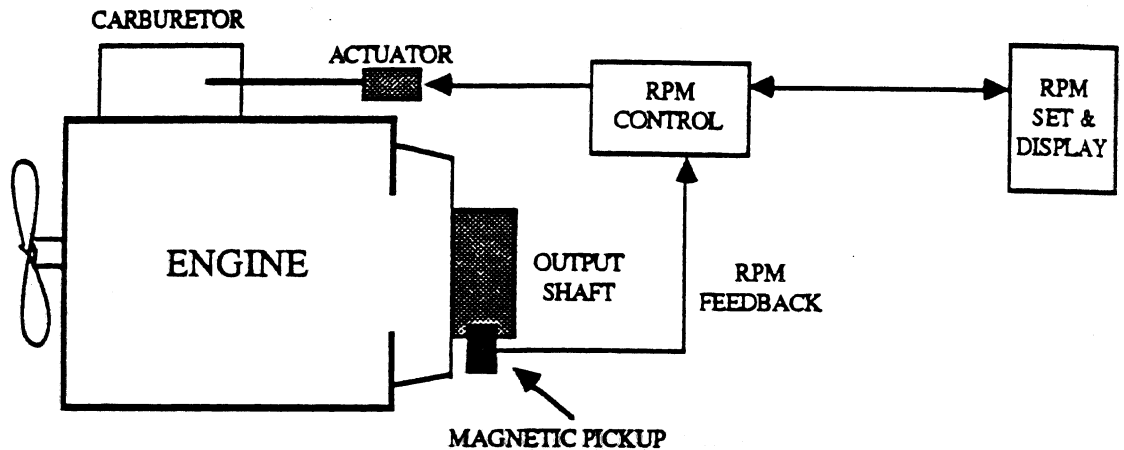 CARBURETOR
ACTUATOR
RPM
CONTROL
RPM
SET &
DISPLAY
ENGINE
OUTPUT
SHAFT
RPM
FEEDBACK
MAGNETIC PICKUP